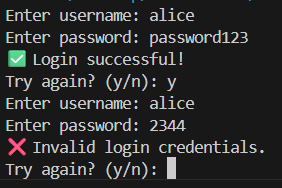 Enter username: alice
Enter password: password123
✅ Login successful!
Try again? (y/n): y
Enter username: alice
Enter password: 2344
❌ Invalid login credentials.
Try again? (y/n):